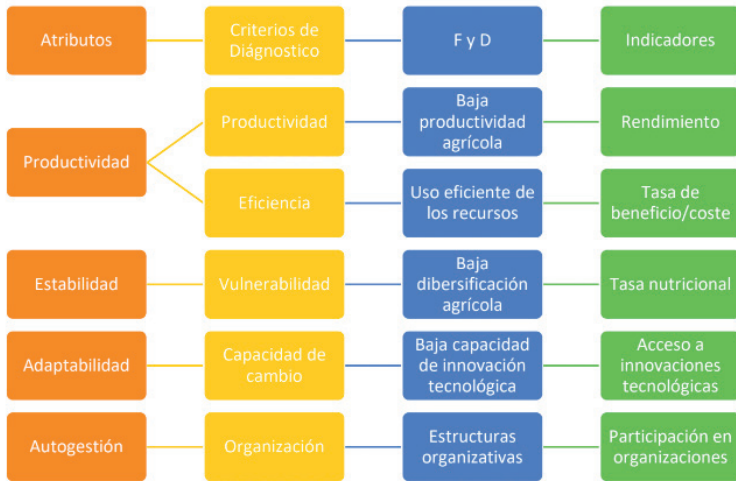 Atributos
Criterios de
Diágnostico
F y D
Indicadores
Productividad
Productividad
Baja
productividad
agrícola
Rendimiento
Eficiencia
Uso eficiente de
los recursos
Tasa de
beneficio/coste
Estabilidad
Vulnerabilidad
Baja
dibersificación
agrícola
Tasa nutricional
Adaptabilidad
Capacidad de
cambio
Baja capacidad
de innovación
tecnológica
Acceso a
innovaciones
tecnológicas
Autogestión
Organización
Estructuras
organizativas
Participación en
organizaciones